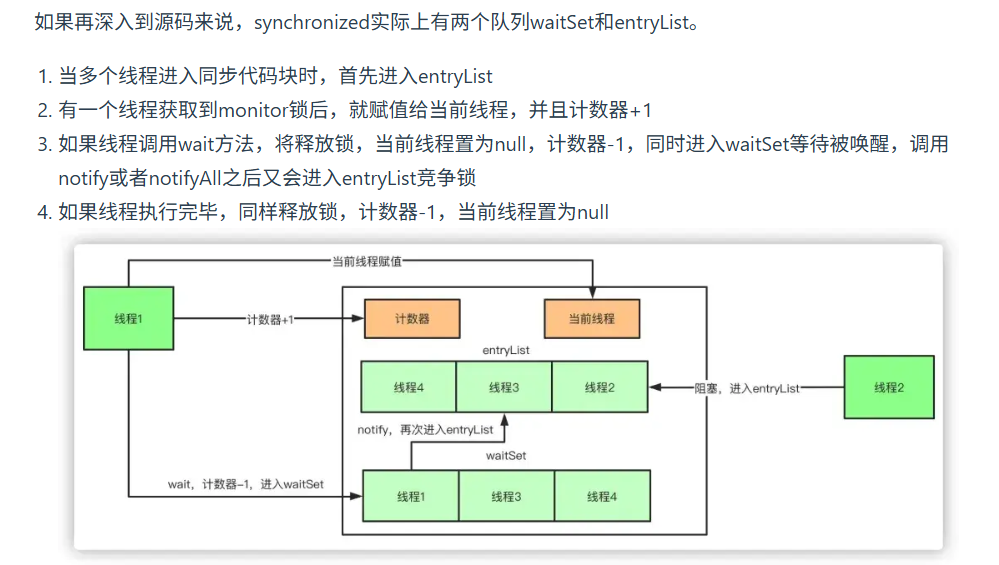 如果再深入到源码来说，synchronized实际上有两个队列waitSet和entryList。
1. 当多个线程进入同步代码块时，首先进入entryList
2. 有一个线程获取到monitor锁后，就赋值给当前线程，并且计数器+1
3. 如果线程调用wait方法，将释放锁，当前线程置为null，计数器-1，同时进入waitSet等待被唤醒，调用
notify或者notifyAll之后又会进入entryList竞争锁
4. 如果线程执行完毕，同样释放锁，计数器-1，当前线程置为null
当前线程赋值
线程1
计数器+1
计数器
当前线程
entryList
线程4
线程3
线程2
阻塞，进入entryList
线程2
notify，再次进入entryList
waitSet
wait，计数器-1，进入waitSet
线程1
线程3
线程4